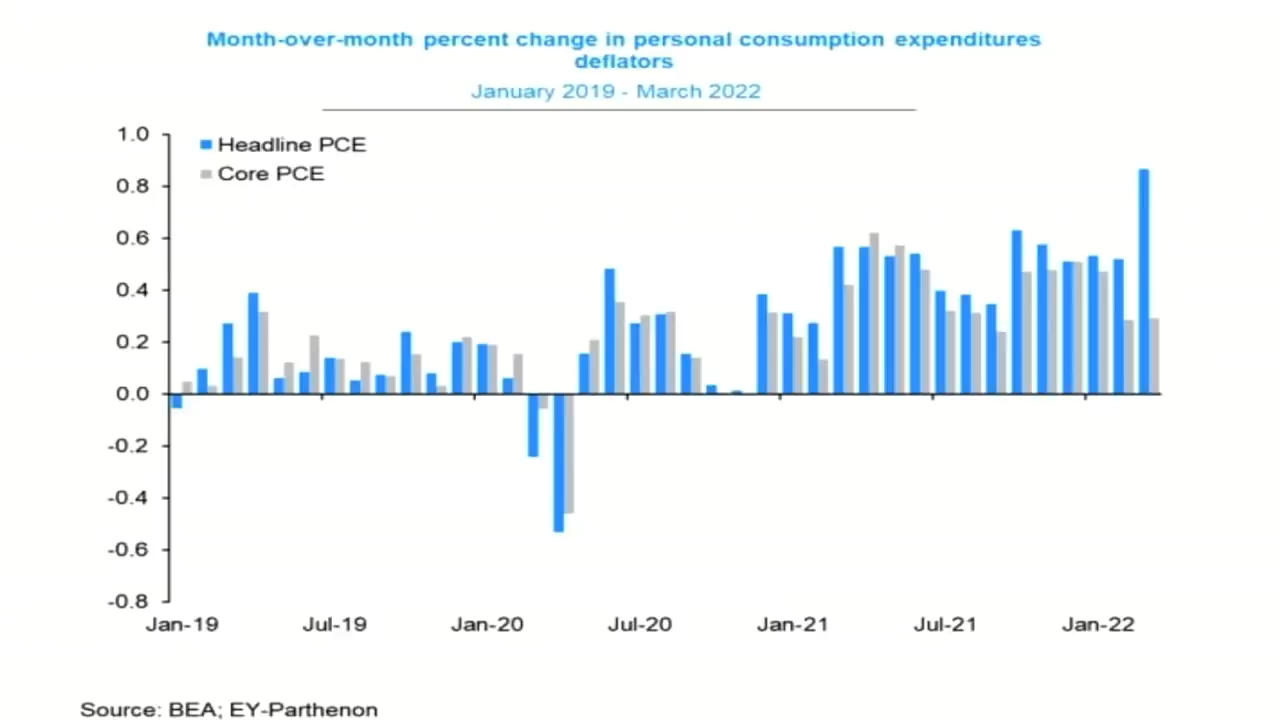 Month-over-month percent change in personal consumption expenditures
deflators
January 2019 - March 2022
Headline PCE
Core PCE
1.0
0.8
0.6
0.4
0.2
0.0
-0.2
-0.4
-0.6
-0.8
Jan-19 Jul-19 Jan-20 Jul-20 Jan-21 Jul-21 Jan-22
Source: BEA; EY-Parthenon